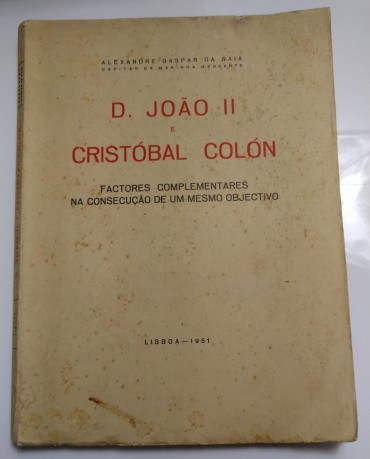 ALEXANDRE GASPAR DA NAIA
CAPITÃO DA MARINHA MERCANTE
D. JOÃO II
E
CRISTÓBAL COLÓN
FACTORES COMPLEMENTARES
NA CONSECUÇÃO DE UM MESMO OBJECTIVO
LISBOA—1951